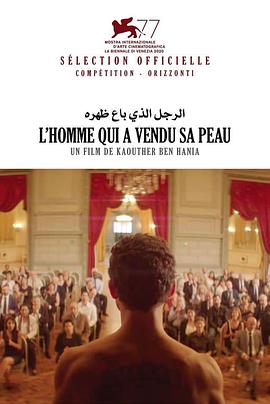 77
MOSTRA
INTERNAZIONALE
D'ARTE CINEMATOGRAFICA
LA BIENNALE DI VENEZIA 2020
SÉLECTION OFFICIELLE
COMPÉTITION - ORIZZONTI
الرجل الذي باع ظهره
L'HOMME QUI A VENDU SA PEAU
UN FILM DE KAOUTHER BEN HANIA